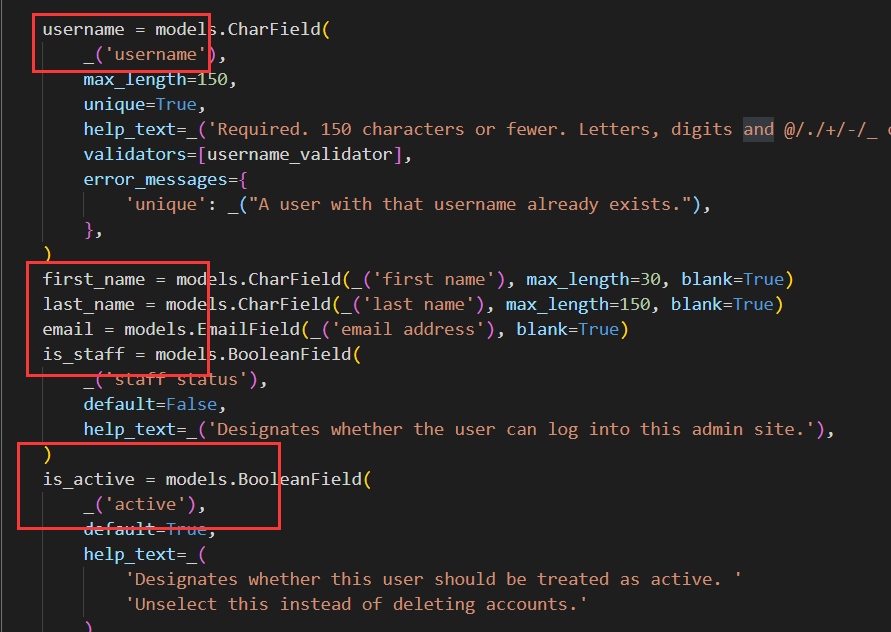 username = models.CharField(
_('username'),
max_length=150,
unique=True,
help_text=_('Required. 150 characters or fewer. Letters, digits and @/./+/-/_
validators=[username_validator],
error_messages={
'unique': _("A user with that username already exists."),
},
)
first_name = models.CharField(_('first name'), max_length=30, blank=True)
last_name = models.CharField(_('last name'), max_length=150, blank=True)
email = models.EmailField(_('email address'), blank=True)
is_staff = models.BooleanField(
_('staff status'),
default=False,
help_text=_('Designates whether the user can log into this admin site.'),
)
is_active = models.BooleanField(
_('active'),
default=True,
help_text=_(
'Designates whether this user should be treated as active. '
'Unselect this instead of deleting accounts.'
)